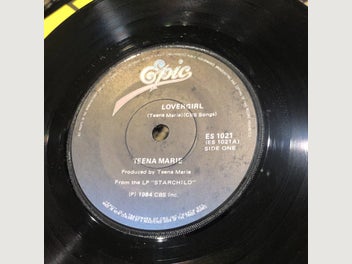 Epic
LOVERGIRL
(Teena Marie)(CBS Songs)
ES 1021
(ES 1021A)
SIDE ONE
TEENA MARIE
Produced by Teena Marie
From the LP "STARCHILD"
(P) 1984 CBS Inc.